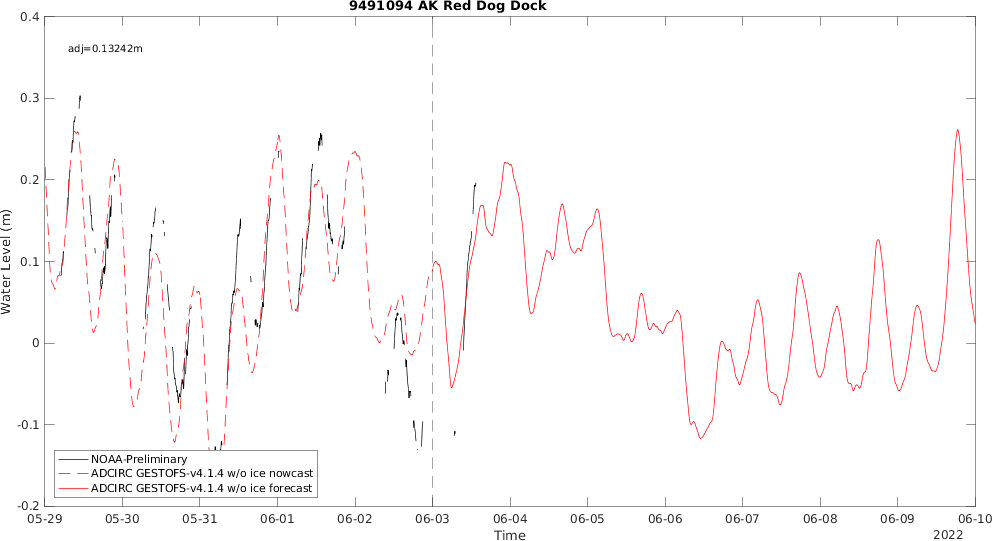 9491094 AK Red Dog Dock
adj=0.13242m
Water Level (m)
0.4
0.3
0.2
0.1
0
-0.1
-0.2
NOAA-Preliminary
ADCIRC GESTOFS-v4.1.4 w/o ice nowcast
ADCIRC GESTOFS-v4.1.4 w/o ice forecast
05-29 05-30 05-31 06-01 06-02 06-03 06-04 06-05 06-06 06-07 06-08 06-09 06-10
Time
2022